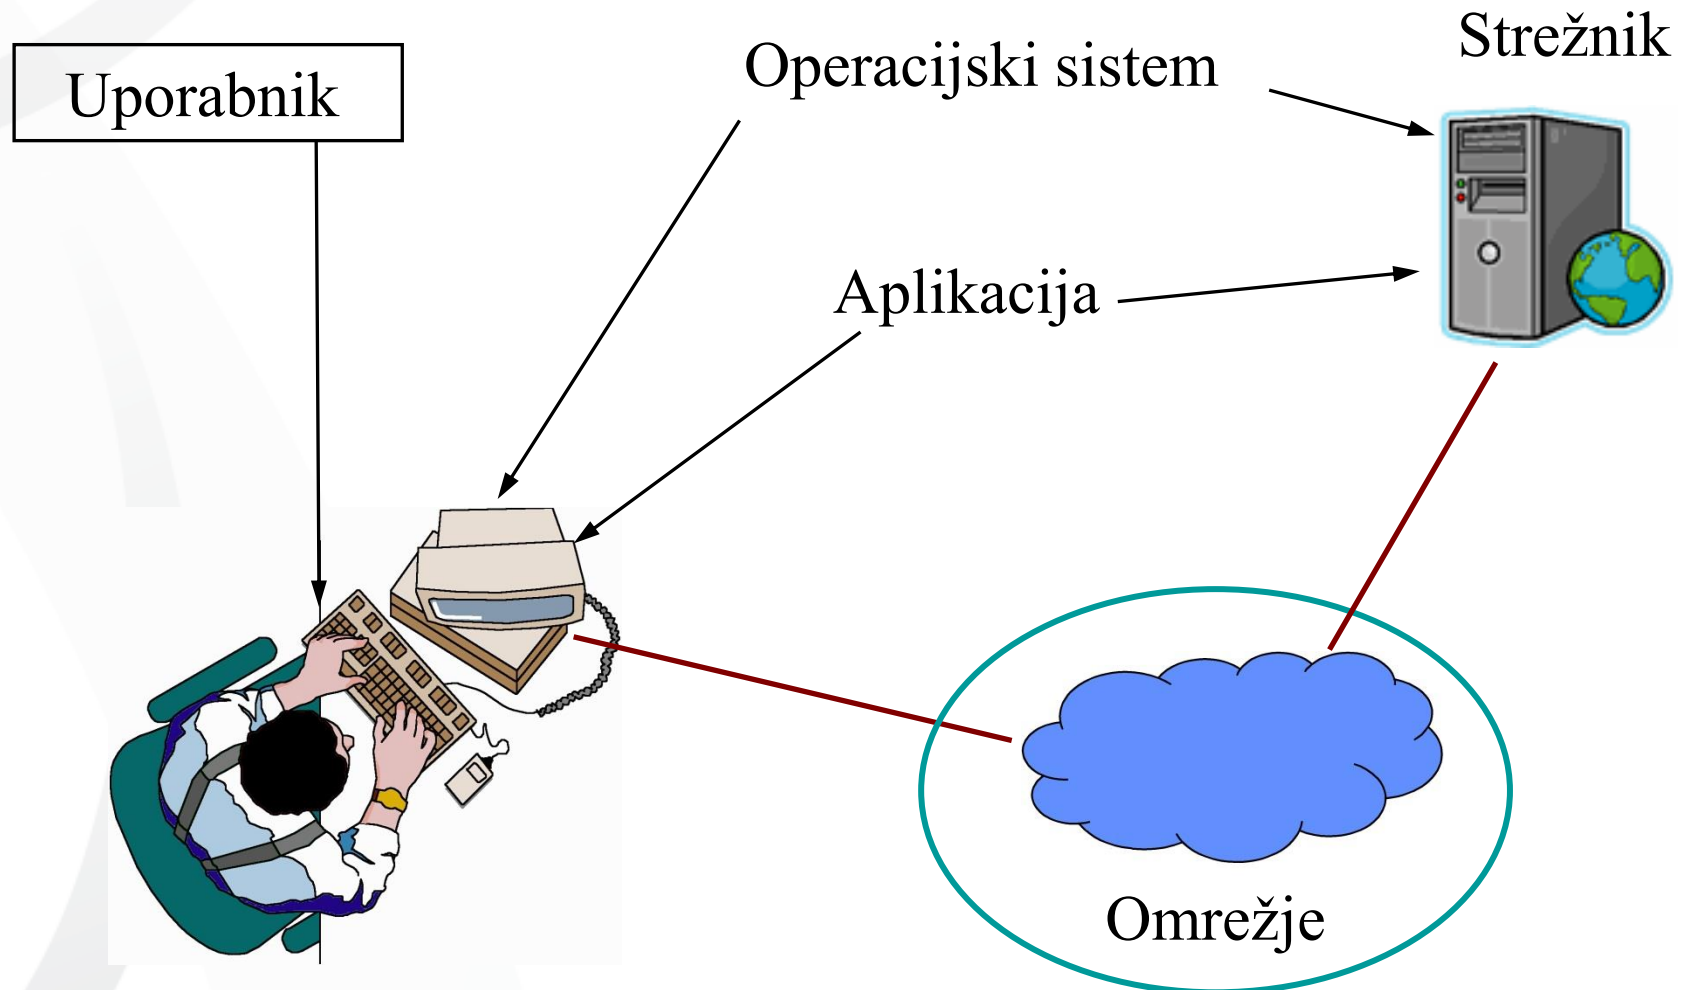 Strežnik
Operacijski sistem
Uporabnik
Aplikacija
Omrežje